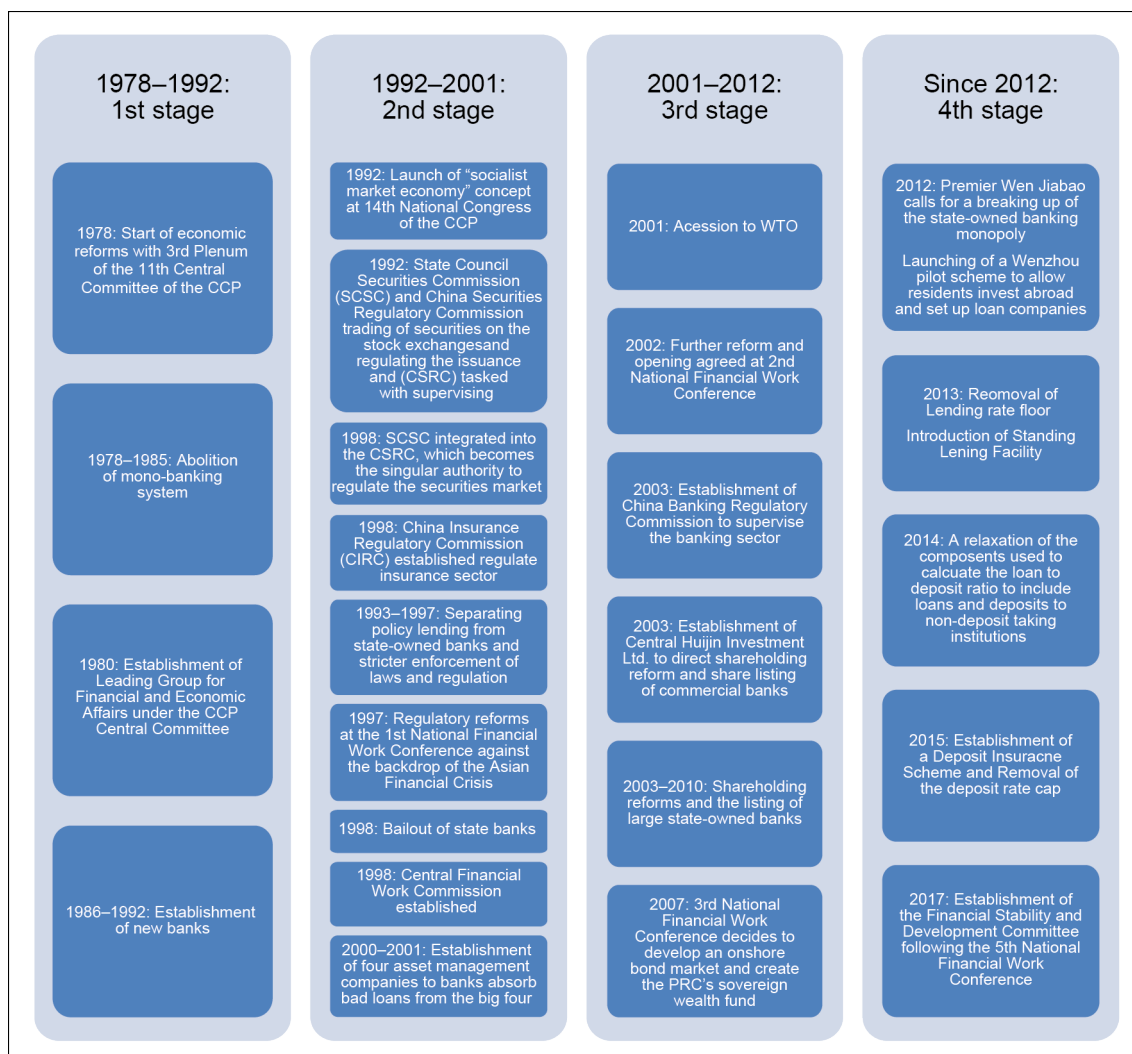 1978–1992:
1st stage
1978: Start of economic
reforms with 3rd Plenum
of the 11th Central
Committee of the CCP
1978–1985: Abolition
of mono-banking
system
1980: Establishment of
Leading Group for
Financial and Economic
Affairs under the CCP
Central Committee
1986–1992: Establishment
of new banks
1992–2001:
2nd stage
1992: Launch of “socialist
market economy” concept
at 14th National Congress
of the CCP
1992: State Council
Securities Commission
(SCSC) and China Securities
Regulatory Commission
trading of securities on the
stock exchangesand
regulating the issuance
and (CSRC) tasked
with supervising
1998: SCSC integrated into
the CSRC, which becomes
the singular authority to
regulate the securities market
1998: China Insurance
Regulatory Commission
(CIRC) established regulate
insurance sector
1993–1997: Separating
policy lending from
state-owned banks and
stricter enforcement of
laws and regulation
1997: Regulatory reforms
at the 1st National Financial
Work Conference against
the backdrop of the Asian
Financial Crisis
1998: Bailout of state banks
1998: Central Financial
Work Commission
established
2000–2001: Establishment
of four asset management
companies to banks absorb
bad loans from the big four
2001–2012:
3rd stage
2001: Acession to WTO
2002: Further reform and
opening agreed at 2nd
National Financial Work
Conference
2003: Establishment of
China Banking Regulatory
Commission to supervise
the banking sector
2003: Establishment of
Central Huijin Investment
Ltd. to direct shareholding
reform and share listing
of commercial banks
2003–2010: Shareholding
reforms and the listing of
large state-owned banks
2007: 3rd National
Financial Work
Conference decides to
develop an onshore
bond market and create
the PRC’s sovereign
wealth fund
Since 2012:
4th stage
2012: Premier Wen Jiabao
calls for a breaking up of
the state-owned banking
monopoly
Launching of a Wenzhou
pilot scheme to allow
residents invest abroad
and set up loan companies
2013: Reomoval of
Lending rate floor
Introduction of Standing
Lening Facility
2014: A relaxation of the
composents used to
calcuate the loan to
deposit ratio to include
loans and deposits to
non-deposit taking
institutions
2015: Establishment of
a Deposit Insuracne
Scheme and Removal of
the deposit rate cap
2017: Establishment of
the Financial Stability and
Development Committee
following the 5th National
Financial Work
Conference